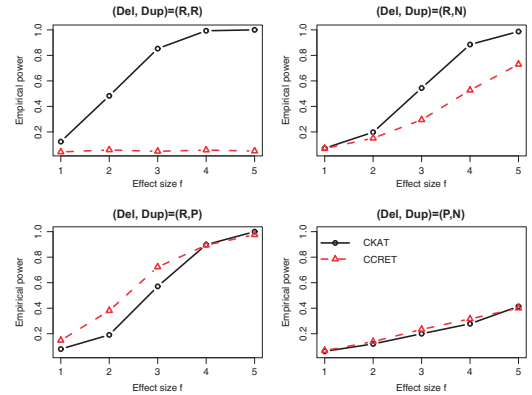 (Del, Dup)=(R,R)
Empirical power
1.0
0.8
0.6
0.4
0.2
1 2 3 4 5
Effect size f
(Del, Dup)=(R,N)
Empirical power
1.0
0.8
0.6
0.4
0.2
1 2 3 4 5
Effect size f
(Del, Dup)=(R,P)
Empirical power
1.0
0.8
0.6
0.4
0.2
1 2 3 4 5
Effect size f
(Del, Dup)=(P,N)
Empirical power
1.0
0.8
0.6
0.4
0.2
CKAT
CCRET
1 2 3 4 5
Effect size f